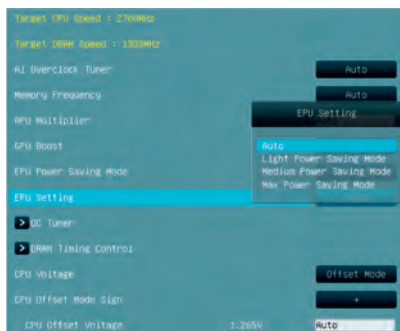 Target CPU Speed : 2700MHz
Target DRAM Speed : 1333MHz
Ai Overclock Tuner Auto
Memory Frequency Auto
APU Multiplier
EPU Setting
GPU Boost
Auto
Light Power Saving Mode
EPU Power Saving Mode
Medium Power Saving Mode
Max Power Saving Mode
EPU Setting
> OC Tuner
> DRAM Timing Control
CPU Voltage Offset Mode
CPU Offset Mode Sign +
CPU Offset Voltage 1.265V Auto